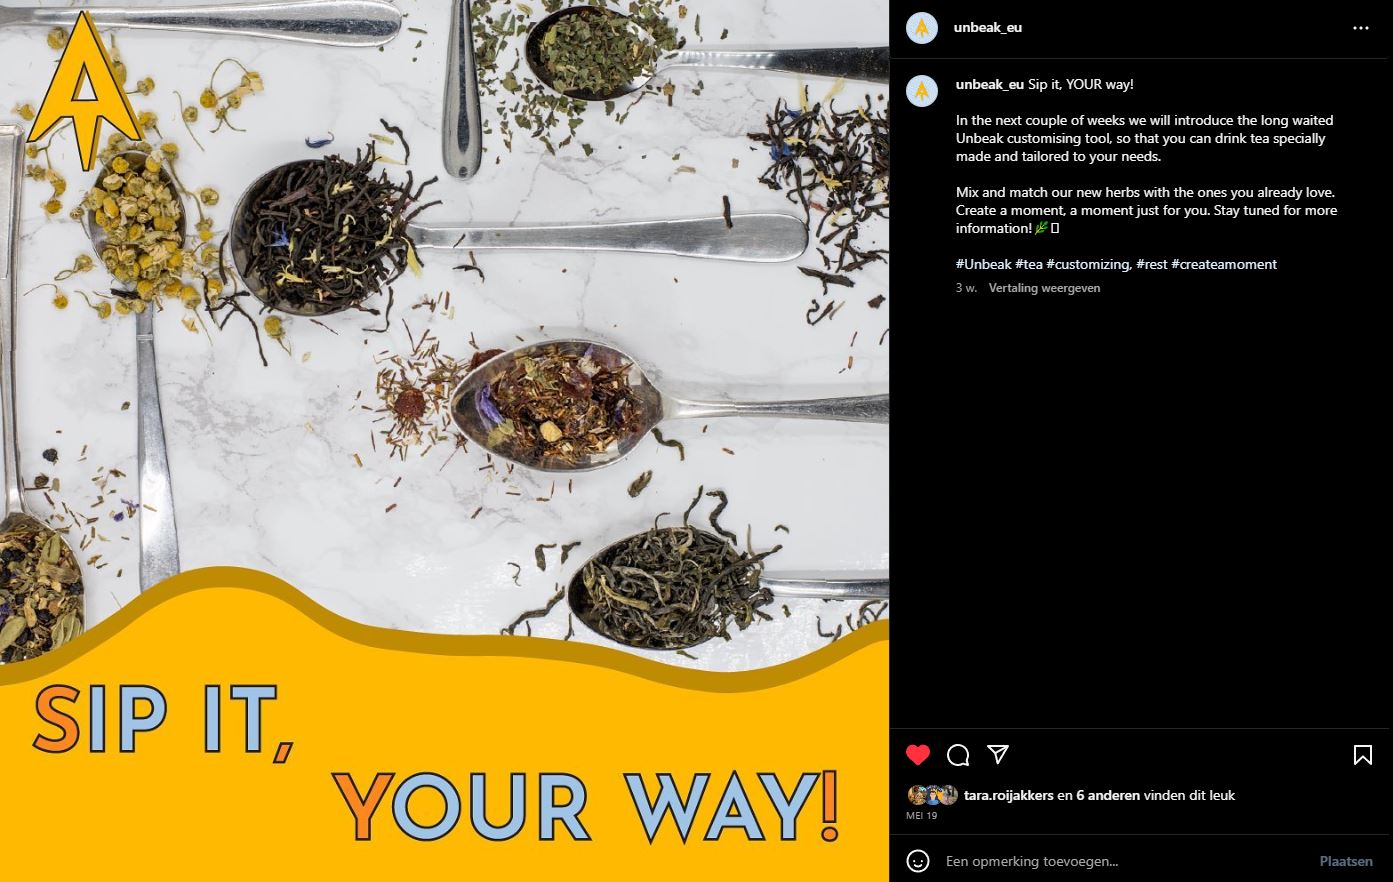 SIP IT,
YOUR WAY!
unbeak_eu
unbeak_eu Sip it, YOUR way!
In the next couple of weeks we will introduce the long waited
Unbeak customising tool, so that you can drink tea specially
made and tailored to your needs.
Mix and match our new herbs with the ones you already love.
Create a moment, a moment just for you. Stay tuned for more
information!
#Unbeak #tea #customizing, #rest #createamoment
3 w. Vertaling weergeven
tara.roijakkers en 6 anderen vinden dit leuk
MEI 19
Een opmerking toevoegen...
Plaatsen